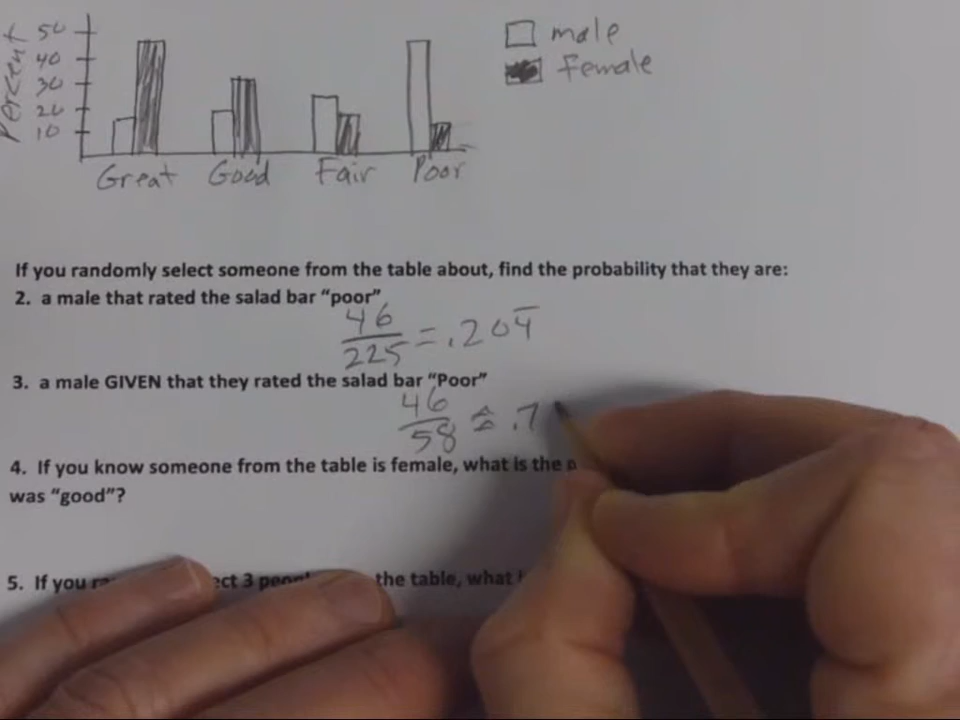 Percent
50
40
30
20
10
male
Female
Great Good Fair Poor
If you randomly select someone from the table about, find the probability that they are:
2. a male that rated the salad bar “poor”
46/225 = .204̅
3. a male GIVEN that they rated the salad bar “Poor”
46/58 ≈ .7
4. If you know someone from the table is female, what is the
was “good”?
5. If you ect 3 the table, what